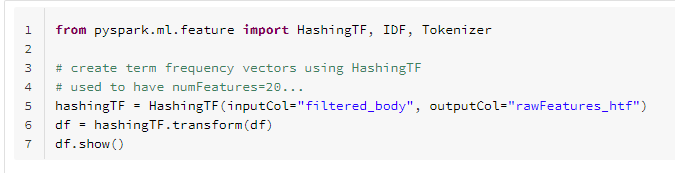 1 from pyspark.ml.feature import HashingTF, IDF, Tokenizer
2
3 # create term frequency vectors using HashingTF
4 # used to have numFeatures=20...
5 hashingTF = HashingTF(inputCol="filtered_body", outputCol="rawFeatures_htf")
6 df = hashingTF.transform(df)
7 df.show()